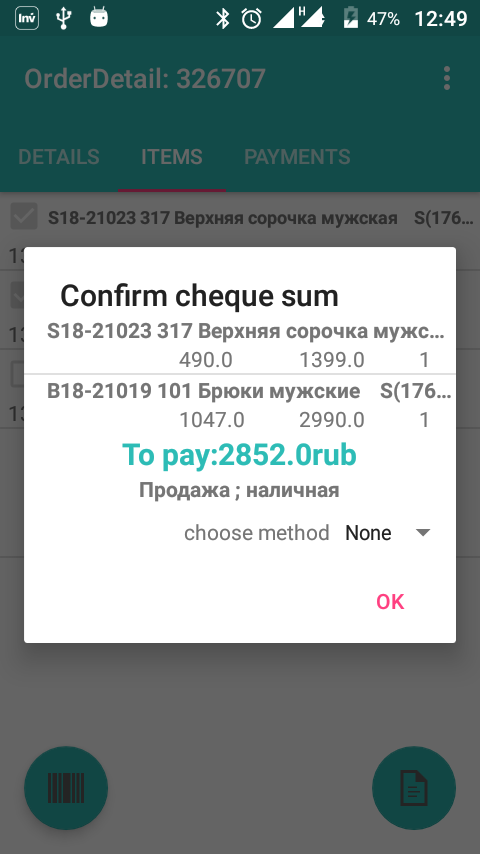 Inv H 47% 12:49
OrderDetail: 326707
DETAILS ITEMS PAYMENTS
S18-21023 317 Верхняя сорочка мужская S(176...
13
Confirm cheque sum
S18-21023 317 Верхняя сорочка мужс...
490.0 1399.0 1
B18-21019 101 Брюки мужские S(176...
1047.0 2990.0 1
13
To pay:2852.0rub
13
Продажа ; наличная
choose method None
OK